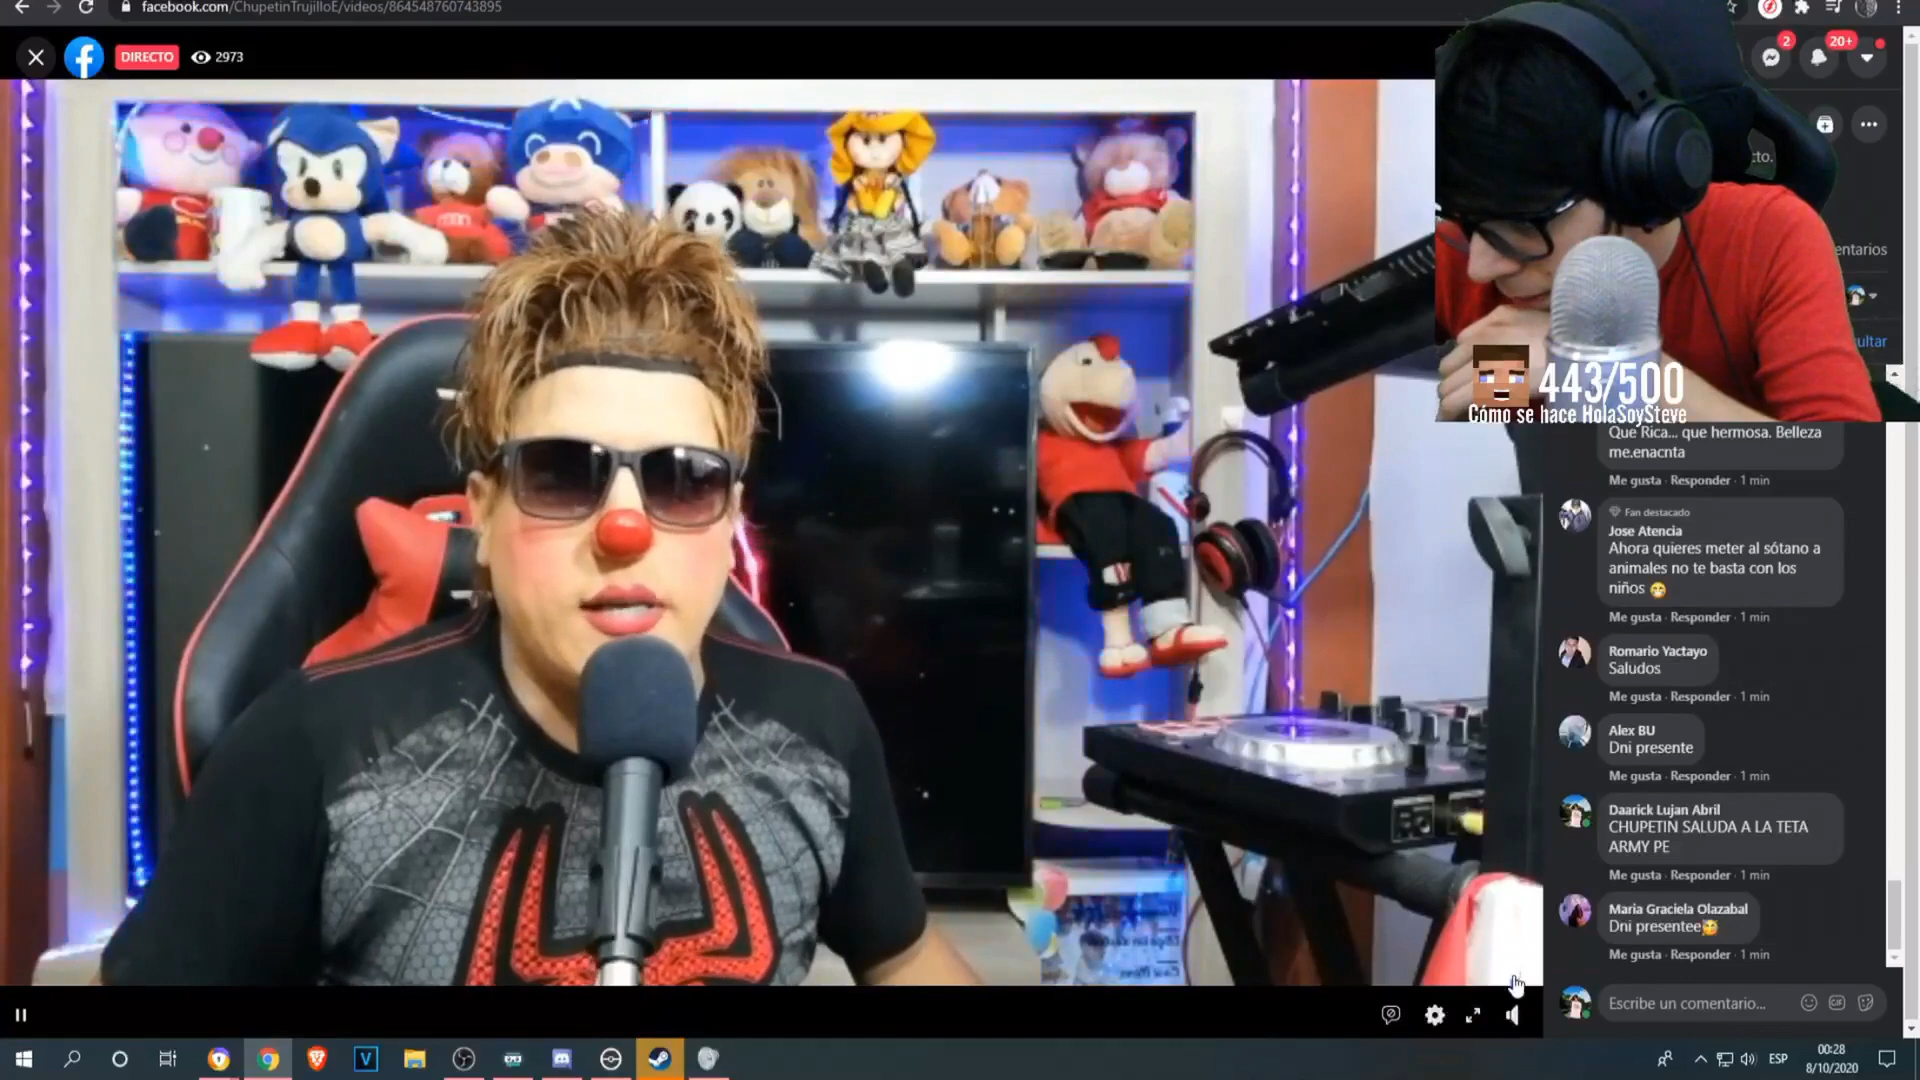 facebook.com/ChupetinTrujilloE/videos/864548760743895
DIRECTO
2973
2
20+
cto.
entarios
ultar
443/500
Cómo se hace HolaSoySteve
Que Rica... que hermosa. Belleza
me.enacnta
Me gusta · Responder · 1 min
Fan destacado
Jose Atencia
Ahora quieres meter al sótano a
animales no te basta con los
niños
Me gusta · Responder · 1 min
Romario Yactayo
Saludos
Me gusta · Responder · 1 min
Alex BU
Dni presente
Me gusta · Responder · 1 min
Daarick Lujan Abril
CHUPETIN SALUDA A LA TETA
ARMY PE
Me gusta · Responder · 1 min
Maria Graciela Olazabal
Dni presentee
Me gusta · Responder · 1 min
Escribe un comentario...
GIF
ESP
00:28
8/10/2020